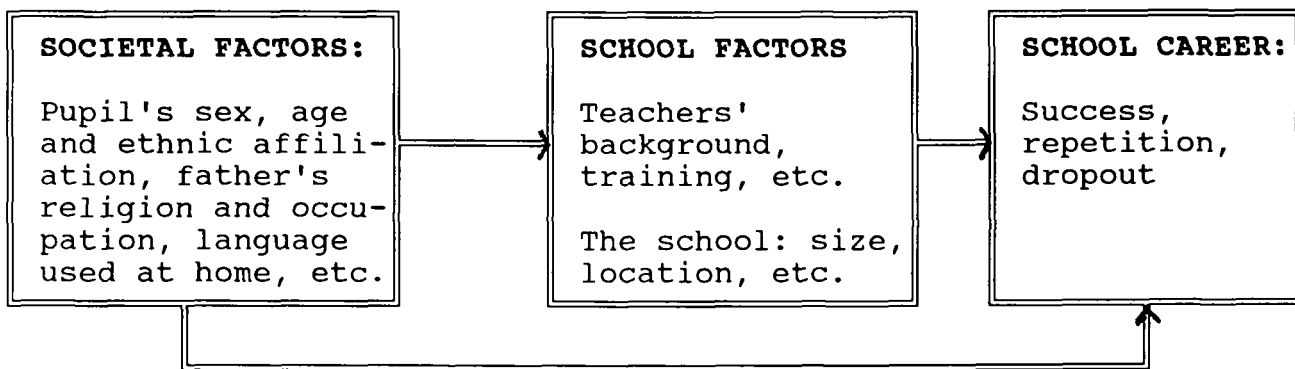 SOCIETAL FACTORS:
Pupil's sex, age
and ethnic affili-
ation, father's
religion and occu-
pation, language
used at home, etc.
SCHOOL FACTORS
Teachers'
background,
training, etc.
The school: size,
location, etc.
SCHOOL CAREER:
Success,
repetition,
dropout